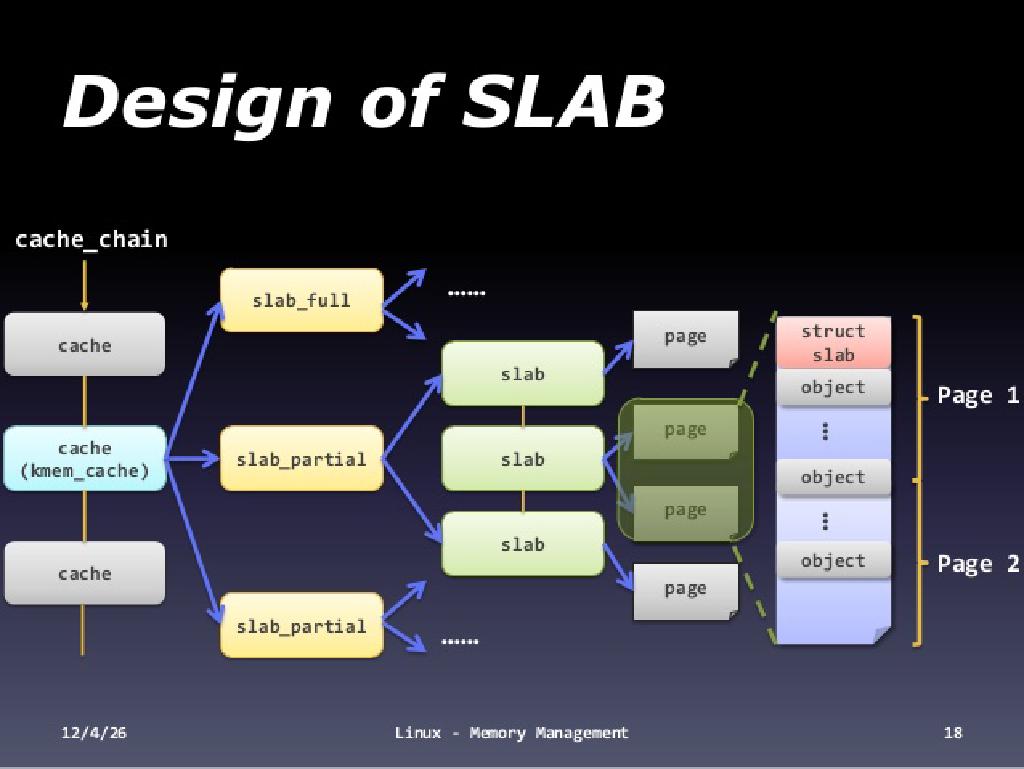 Design of SLAB
cache_chain
cache
cache
(kmem_cache)
cache
slab_full
slab_partial
slab_partial
......
slab
slab
slab
......
page
page
page
page
struct
slab
object
⋮
object
⋮
object
Page 1
Page 2
12/4/26
Linux - Memory Management
18